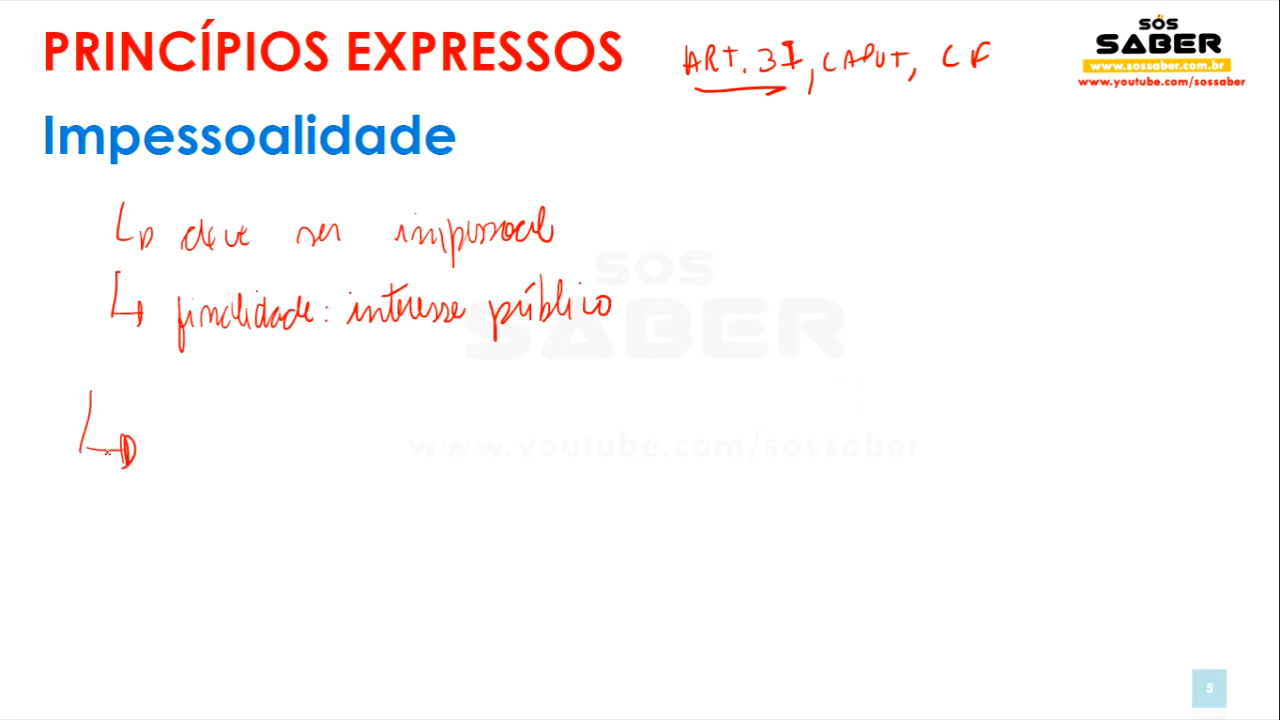 PRINCÍPIOS EXPRESSOS
ART. 37, CAPUT, CF
SÓS
SABER
www.sossaber.com.br
www.youtube.com/sossaber
Impessoalidade
deve ser impessoal
finalidade: interesse público
SÓS
SABER
www.youtube.com/sossaber
5